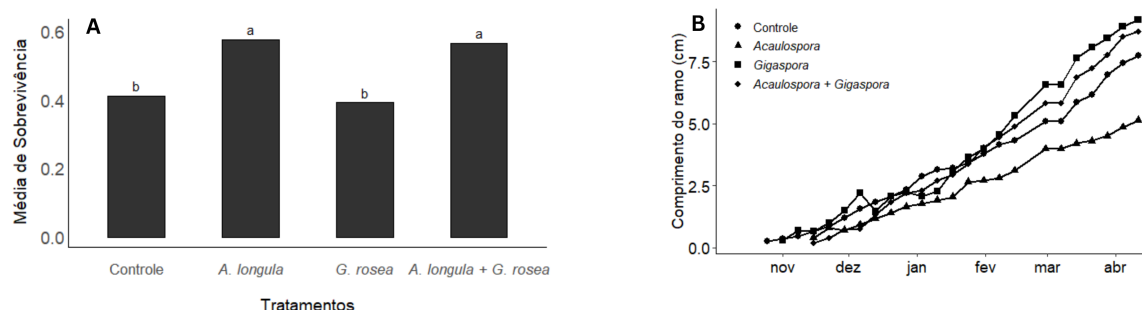 A
Média de Sobrevivência
0.6
0.4
0.2
0.0
b
a
b
a
Controle
A. longula
G. rosea
A. longula + G. rosea
Tratamentos
B
Comprimento do ramo (cm)
7.5
5.0
2.5
0.0
Controle
Acaulospora
Gigaspora
Acaulospora + Gigaspora
nov
dez
jan
fev
mar
abr